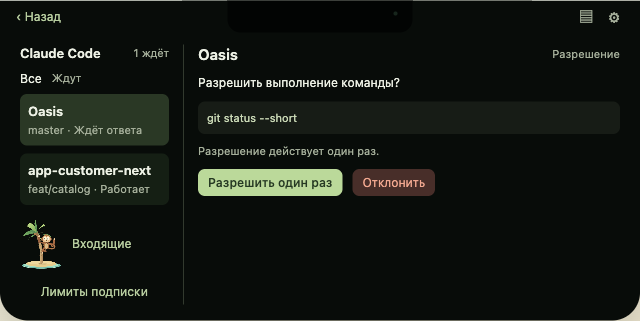 ‹ Назад
Claude Code 1 ждёт
Все Ждут
Oasis
master · Ждёт ответа
app-customer-next
feat/catalog · Работает
Входящие
Лимиты подписки
Oasis Разрешение
Разрешить выполнение команды?
git status --short
Разрешение действует один раз.
Разрешить один раз Отклонить